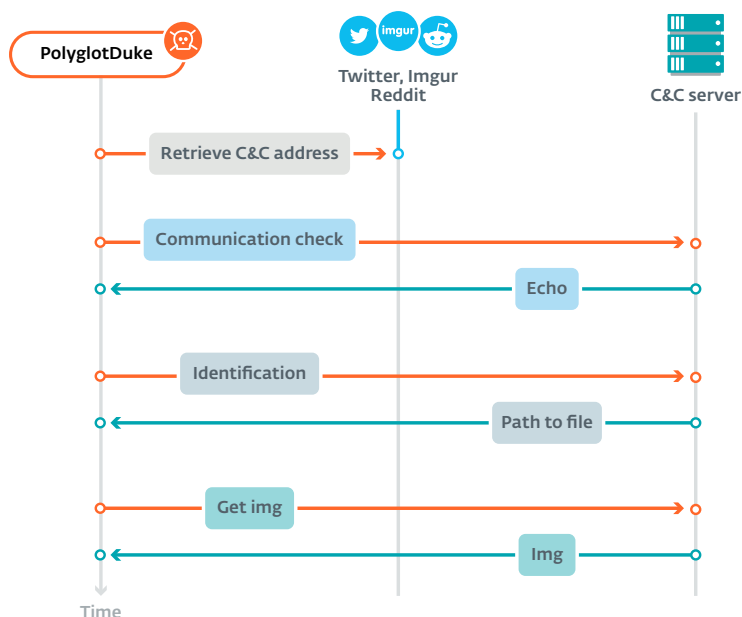 PolyglotDuke
imgur
Twitter, Imgur
Reddit
C&C server
Retrieve C&C address
Communication check
Echo
Identification
Path to file
Get img
Img
Time